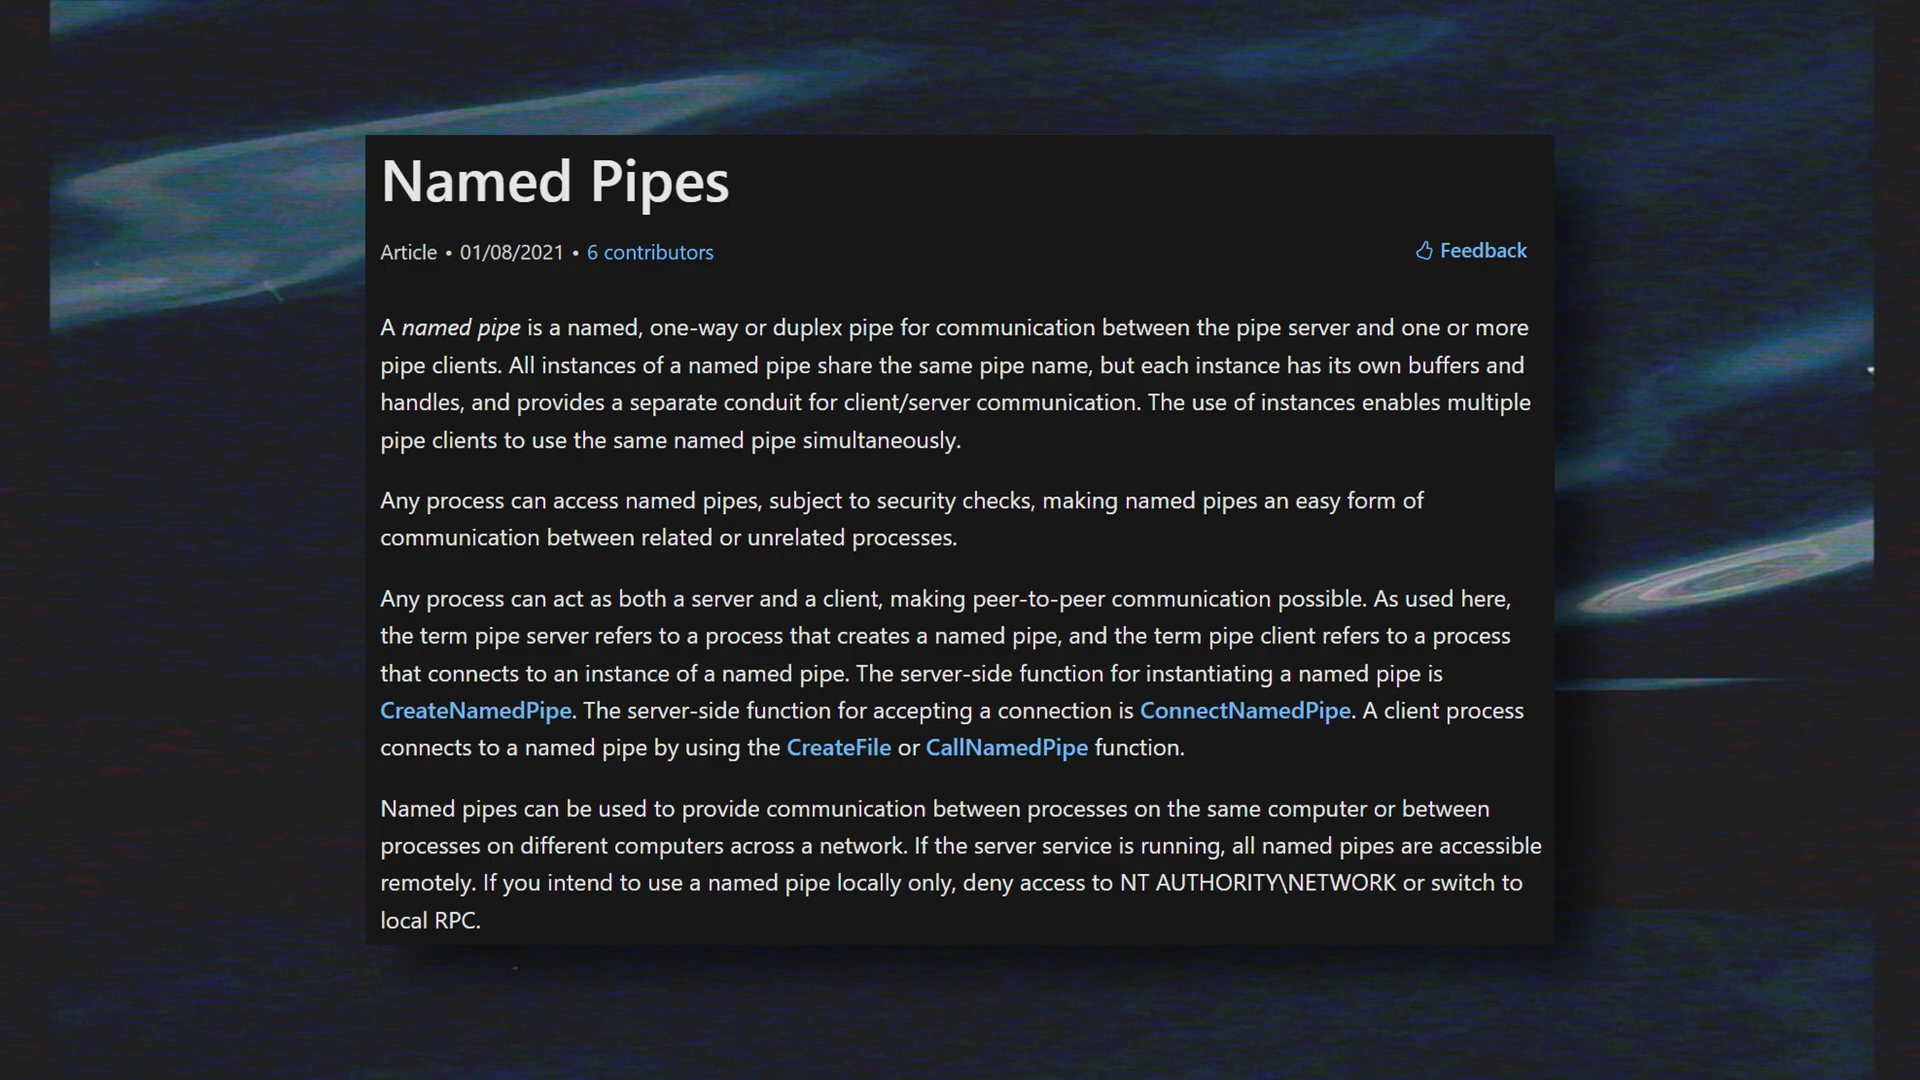 Named Pipes
Article • 01/08/2021 • 6 contributors
Feedback
A named pipe is a named, one-way or duplex pipe for communication between the pipe server and one or more
pipe clients. All instances of a named pipe share the same pipe name, but each instance has its own buffers and
handles, and provides a separate conduit for client/server communication. The use of instances enables multiple
pipe clients to use the same named pipe simultaneously.
Any process can access named pipes, subject to security checks, making named pipes an easy form of
communication between related or unrelated processes.
Any process can act as both a server and a client, making peer-to-peer communication possible. As used here,
the term pipe server refers to a process that creates a named pipe, and the term pipe client refers to a process
that connects to an instance of a named pipe. The server-side function for instantiating a named pipe is
CreateNamedPipe. The server-side function for accepting a connection is ConnectNamedPipe. A client process
connects to a named pipe by using the CreateFile or CallNamedPipe function.
Named pipes can be used to provide communication between processes on the same computer or between
processes on different computers across a network. If the server service is running, all named pipes are accessible
remotely. If you intend to use a named pipe locally only, deny access to NT AUTHORITY\NETWORK or switch to
local RPC.